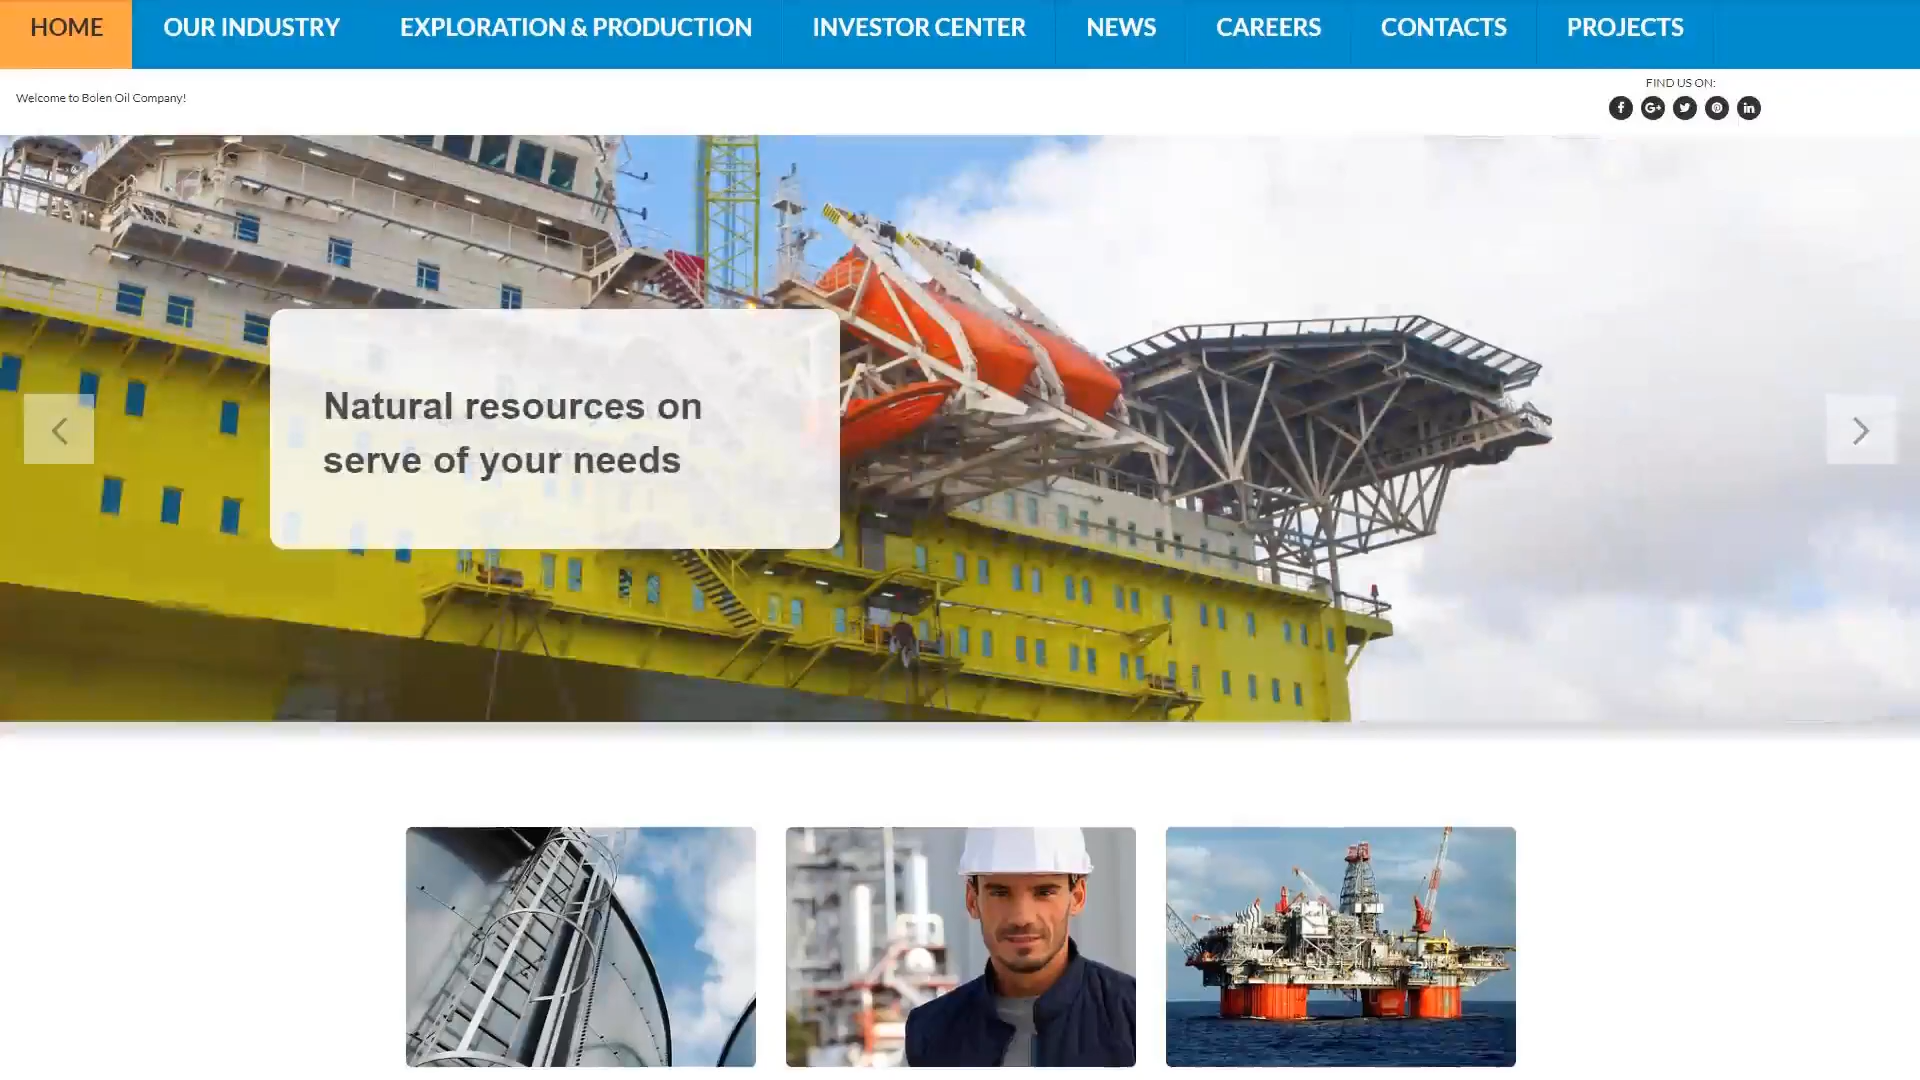 HOME OUR INDUSTRY EXPLORATION & PRODUCTION INVESTOR CENTER NEWS CAREERS CONTACTS PROJECTS
Welcome to Bolen Oil Company!
FIND US ON:
Natural resources on
serve of your needs